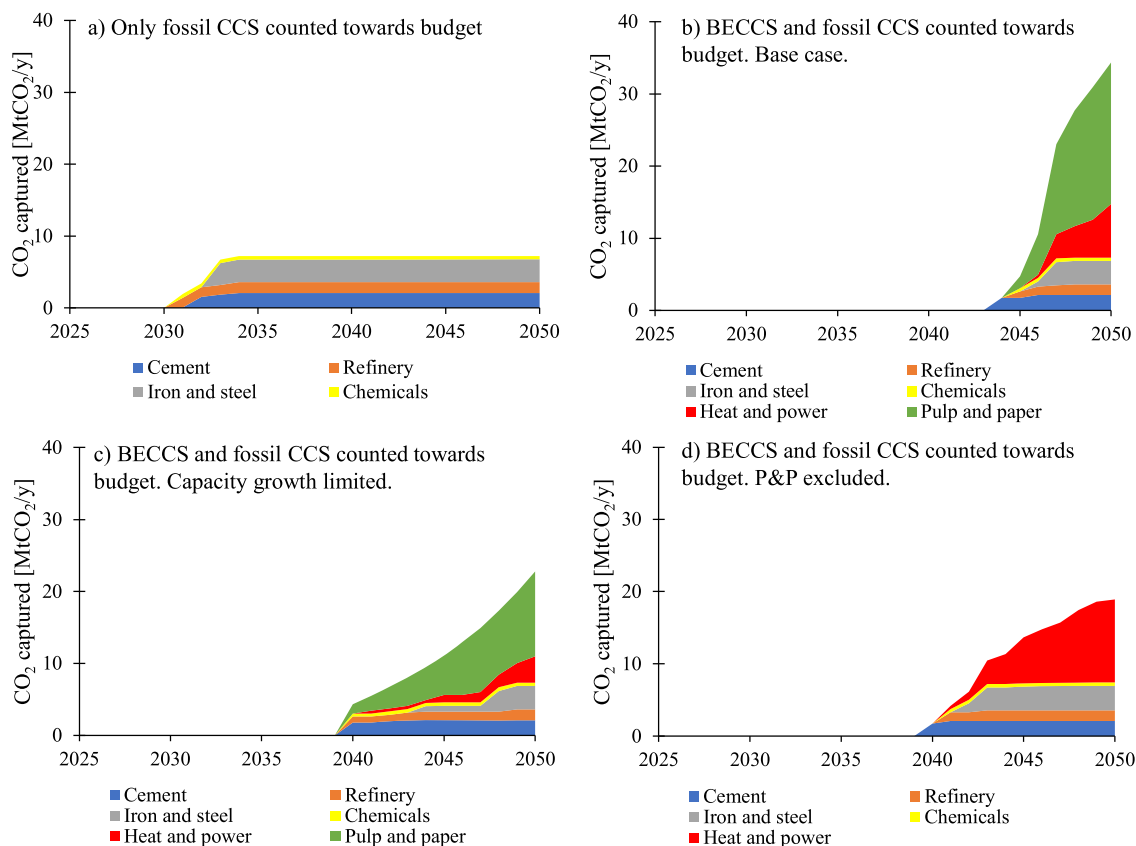 a) Only fossil CCS counted towards budget
CO2 captured [MtCO2/y]
40
30
20
10
0
2025 2030 2035 2040 2045 2050
Cement Refinery
Iron and steel Chemicals
b) BECCS and fossil CCS counted towards
budget. Base case.
CO2 captured [MtCO2/y]
40
30
20
10
0
2025 2030 2035 2040 2045 2050
Cement Refinery
Iron and steel Chemicals
Heat and power Pulp and paper
c) BECCS and fossil CCS counted towards
budget. Capacity growth limited.
CO2 captured [MtCO2/y]
40
30
20
10
0
2025 2030 2035 2040 2045 2050
Cement Refinery
Iron and steel Chemicals
Heat and power Pulp and paper
d) BECCS and fossil CCS counted towards
budget. P&P excluded.
CO2 captured [MtCO2/y]
40
30
20
10
0
2025 2030 2035 2040 2045 2050
Cement Refinery
Iron and steel Chemicals
Heat and power